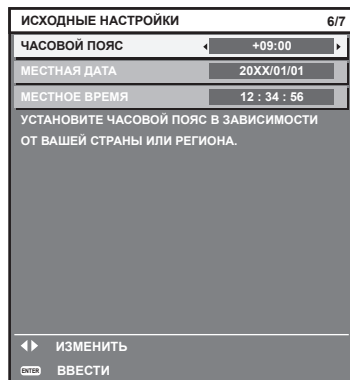 ИСХОДНЫЕ НАСТРОЙКИ 6/7
ЧАСОВОЙ ПОЯС +09:00
МЕСТНАЯ ДАТА 20XX/01/01
МЕСТНОЕ ВРЕМЯ 12 : 34 : 56
УСТАНОВИТЕ ЧАСОВОЙ ПОЯС В ЗАВИСИМОСТИ
ОТ ВАШЕЙ СТРАНЫ ИЛИ РЕГИОНА.
ИЗМЕНИТЬ
ENTER ВВЕСТИ